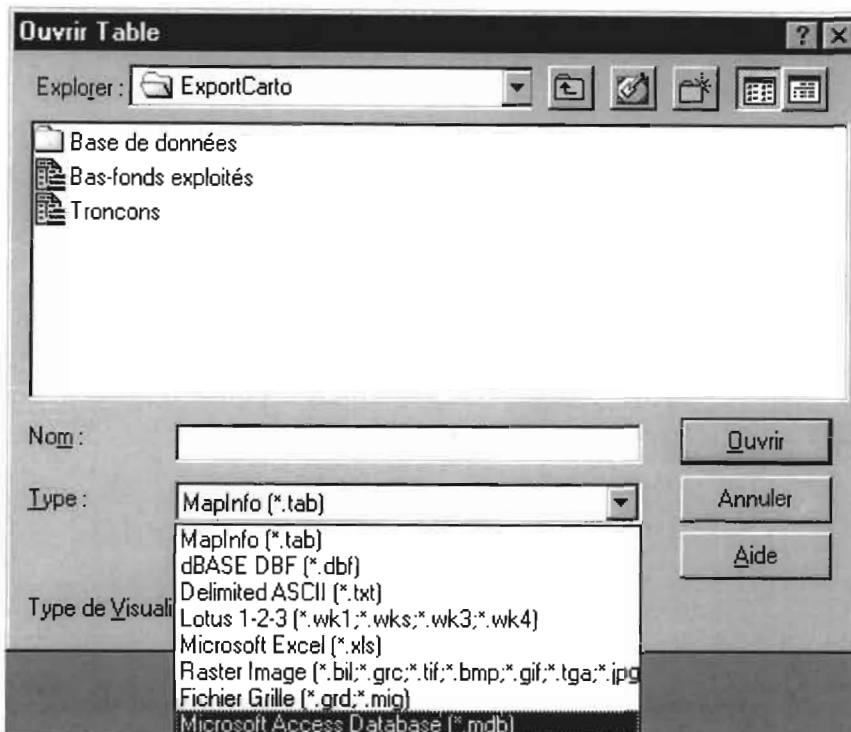 Ouvrir Table
Explorer : ExportCarto
Base de données
Bas-fonds exploités
Troncons
Nom :
Ouvrir
Type : MapInfo (*.tab)
Annuler
MapInfo (*.tab)
dBASE DBF (*.dbf)
Delimited ASCII (*.txt)
Aide
Type de Visuali
Lotus 1-2-3 (*.wk1;*.wks;*.wk3;*.wk4)
Microsoft Excel (*.xls)
Raster Image (*.bil;*.grc;*.tif;*.bmp;*.gif;*.tga;*.jpg
Fichier Grille (*.grd;*.mig)
Microsoft Access Database (*.mdb)